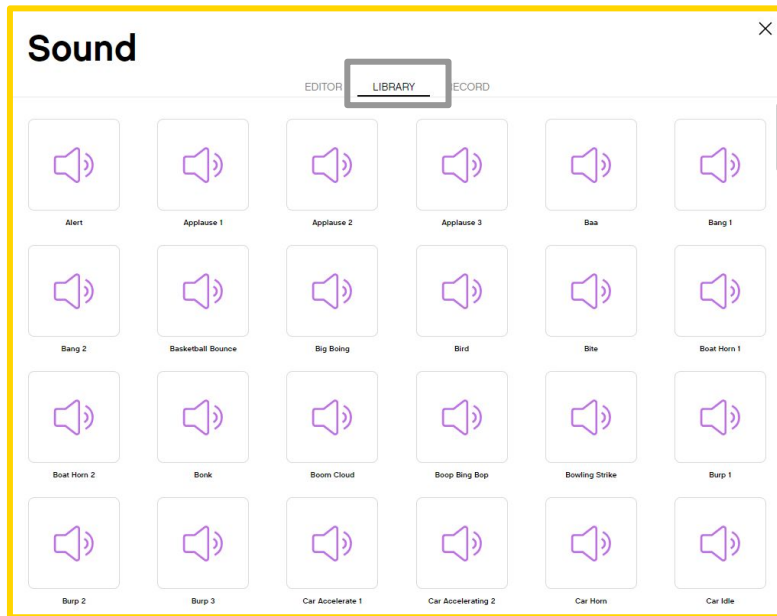 Sound
EDITOR LIBRARY RECORD
Alert Applause 1 Applause 2 Applause 3 Baa Bang 1
Bang 2 Basketball Bounce Big Boing Bird Bite Boat Horn 1
Boat Horn 2 Bonk Boom Cloud Boop Bing Bop Bowling Strike Burp 1
Burp 2 Burp 3 Car Accelerate 1 Car Accelerating 2 Car Horn Car Idle